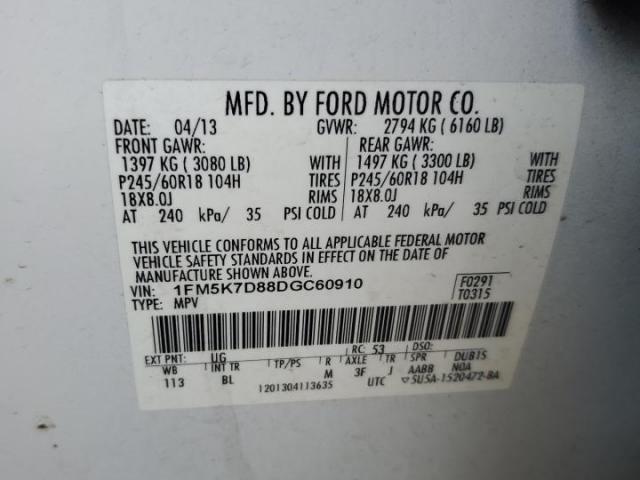 MFD. BY FORD MOTOR CO.
DATE: 04/13 GVWR: 2794 KG ( 6160 LB)
FRONT GAWR: REAR GAWR:
1397 KG ( 3080 LB) WITH 1497 KG ( 3300 LB) WITH
P245/60R18 104H TIRES P245/60R18 104H TIRES
18X8.0J RIMS 18X8.0J RIMS
AT 240 kPa/ 35 PSI COLD AT 240 kPa/ 35 PSI COLD
THIS VEHICLE CONFORMS TO ALL APPLICABLE FEDERAL MOTOR
VEHICLE SAFETY STANDARDS IN EFFECT ON THE DATE OF
MANUFACTURE SHOWN ABOVE.
VIN: 1FM5K7D88DGC60910 F0291
TYPE: MPV T0315
EXT PNT: UG RC: 53 DSO:
WB INT TR TP/PS R AXLE TR SPR DUB15
113 BL M 3F J AABB N0A
1201304113635 UTC ▽5U5A-1520472-BA